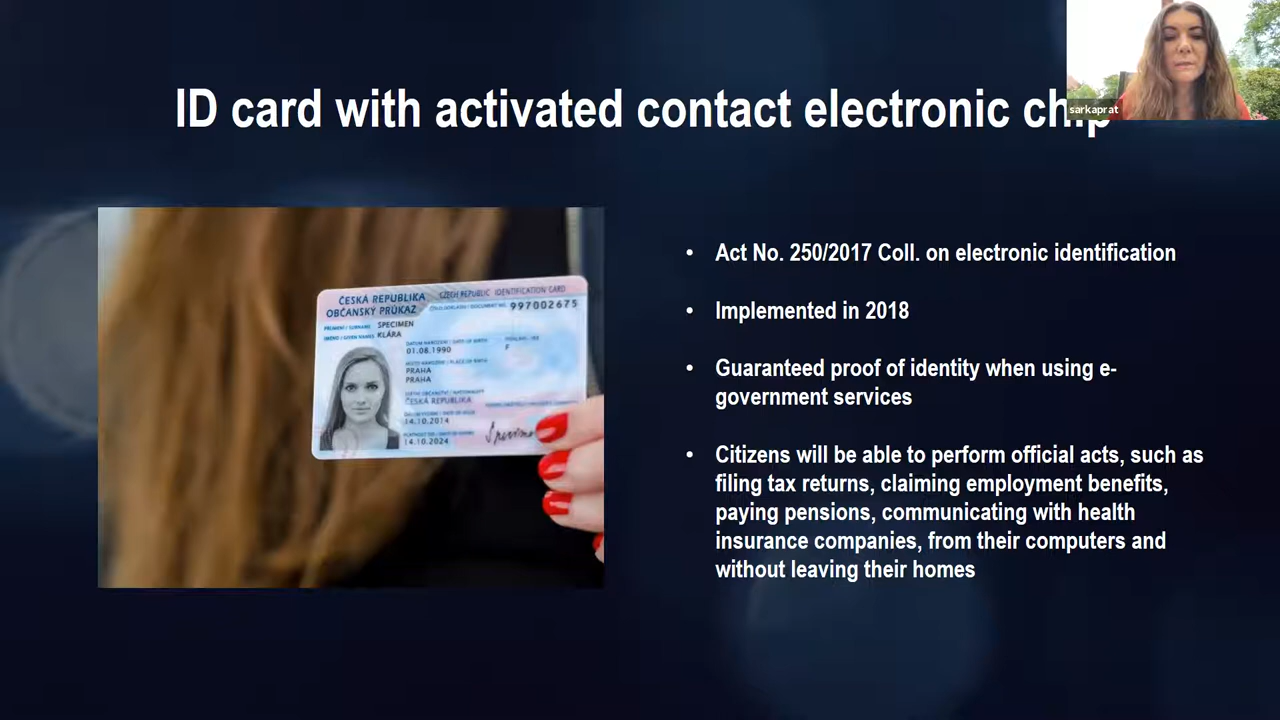 ID card with activated contact electronic chip
sarkaprat
ČESKÁ REPUBLIKA
CZECH REPUBLIC IDENTIFICATION CARD
OBČANSKÝ PRŮKAZ
997002675
SPECIMEN
KLÁRA
01.08.1990
F
PRAHA
PRAHA
ČESKÁ REPUBLIKA
14.10.2014
14.10.2024
• Act No. 250/2017 Coll. on electronic identification
• Implemented in 2018
• Guaranteed proof of identity when using e-
government services
• Citizens will be able to perform official acts, such as
filing tax returns, claiming employment benefits,
paying pensions, communicating with health
insurance companies, from their computers and
without leaving their homes